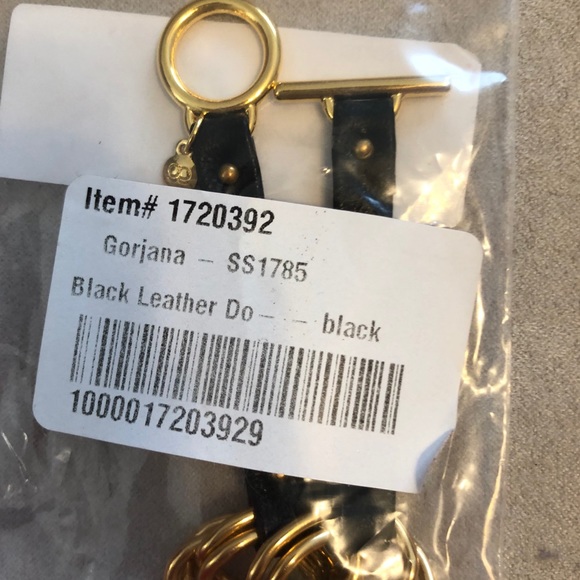 Item# 1720392
Gorjana – SS1785
Black Leather Do – – black
1000017203929